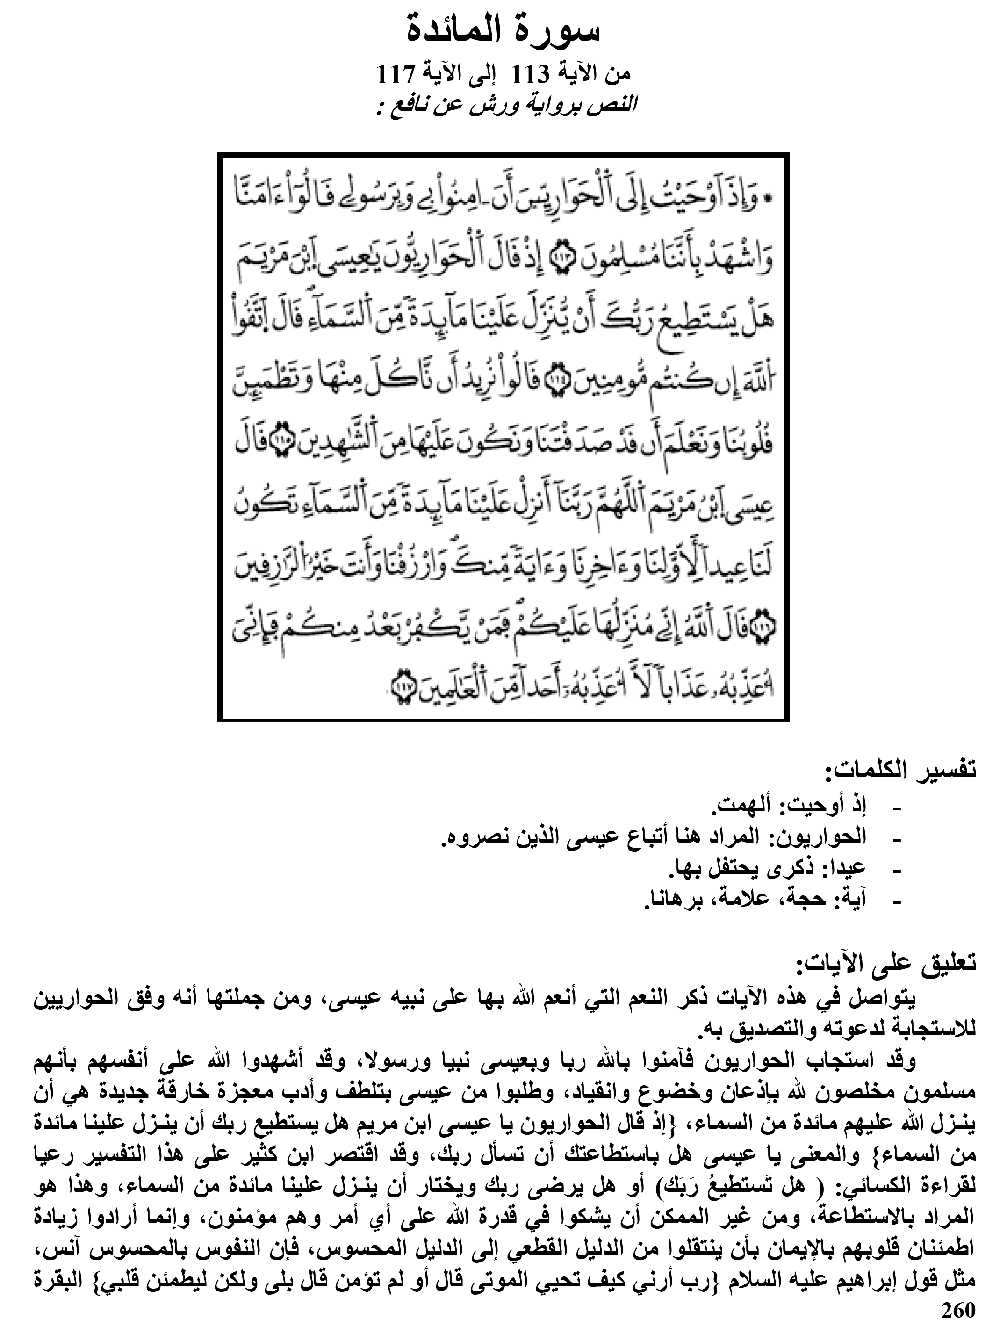 سورة المائدة
من الآية 113 إلى الآية 117
النص برواية ورش عن نافع :
• وَإِذَ اَوْحَيْتُ إِلَى اَلْحَوَارِيِّـۧنَ أَنَ ـ امِنُواْ بِے وَبِرَسُولِے قَالُوٓاْ ءَامَنَّا
وَاشْهَدْ بِأَنَّنَا مُسْلِمُونَ ١١٣ إِذْ قَالَ اَلْحَوَارِيُّونَ يَٰعِيسَى اَبْنَ مَرْيَمَ
هَلْ يَسْتَطِيعُ رَبُّكَ أَنْ يُّنَزِّلَ عَلَيْنَا مَآئِدَةً مِّنَ اَلسَّمَآءِ قَالَ اَتَّقُواْ
اُللَّهَ إِن كُنتُم مُّومِنِينَ ١١٤ قَالُواْ نُرِيدُ أَن نَّاكُلَ مِنْهَا وَتَطْمَئِنَّ
قُلُوبُنَا وَنَعْلَمَ أَن قَدْ صَدَقْتَنَا وَنَكُونَ عَلَيْهَا مِنَ اَلشَّٰهِدِينَ ١١٥ قَالَ
عِيسَى اَبْنُ مَرْيَمَ اَللَّهُمَّ رَبَّنَآ أَنزِلْ عَلَيْنَا مَآئِدَةً مِّنَ اَلسَّمَآءِ تَكُونُ
لَنَا عِيداً لِّأَوَّلِنَا وَءَاخِرِنَا وَءَايَةً مِّنكَ وَارْزُقْنَا وَأَنتَ خَيْرُ اُلرَّٰزِقِينَ
١١٦ قَالَ اَللَّهُ إِنِّے مُنَزِّلُهَا عَلَيْكُمْ فَمَنْ يَّكْفُرْ بَعْدُ مِنكُمْ فَإِنِّيَ
أُعَذِّبُهُۥ عَذَاباً لَّآ أُعَذِّبُهُۥٓ أَحَداً مِّنَ اَلْعَٰلَمِينَ ١١٧
تفسير الكلمات:
- إذ أوحيت: ألهمت.
- الحواريون: المراد هنا أتباع عيسى الذين نصروه.
- عيدا: ذكرى يحتفل بها.
- آية: حجة، علامة، برهانا.
تعليق على الآيات:
يتواصل في هذه الآيات ذكر النعم التي أنعم الله بها على نبيه عيسى، ومن جملتها أنه وفق الحواريين
للاستجابة لدعوته والتصديق به.
وقد استجاب الحواريون فآمنوا بالله ربا وبعيسى نبيا ورسولا، وقد أشهدوا الله على أنفسهم بأنهم
مسلمون مخلصون لله بإذعان وخضوع وانقياد، وطلبوا من عيسى بتلطف وأدب معجزة خارقة جديدة هي أن
ينـزل الله عليهم مائدة من السماء، {إذ قال الحواريون يا عيسى ابن مريم هل يستطيع ربك أن ينـزل علينا مائدة
من السماء} والمعنى يا عيسى هل باستطاعتك أن تسأل ربك، وقد اقتصر ابن كثير على هذا التفسير رعيا
لقراءة الكسائي: ( هل تَستطيعُ رَبَك) أو هل يرضى ربك ويختار أن ينـزل علينا مائدة من السماء، وهذا هو
المراد بالاستطاعة، ومن غير الممكن أن يشكوا في قدرة الله على أي أمر وهم مؤمنون، وإنما أرادوا زيادة
اطمئنان قلوبهم بالإيمان بأن ينتقلوا من الدليل القطعي إلى الدليل المحسوس، فإن النفوس بالمحسوس آنس،
مثل قول إبراهيم عليه السلام {رب أرني كيف تحيي الموتى قال أو لم تؤمن قال بلى ولكن ليطمئن قلبي} البقرة
260